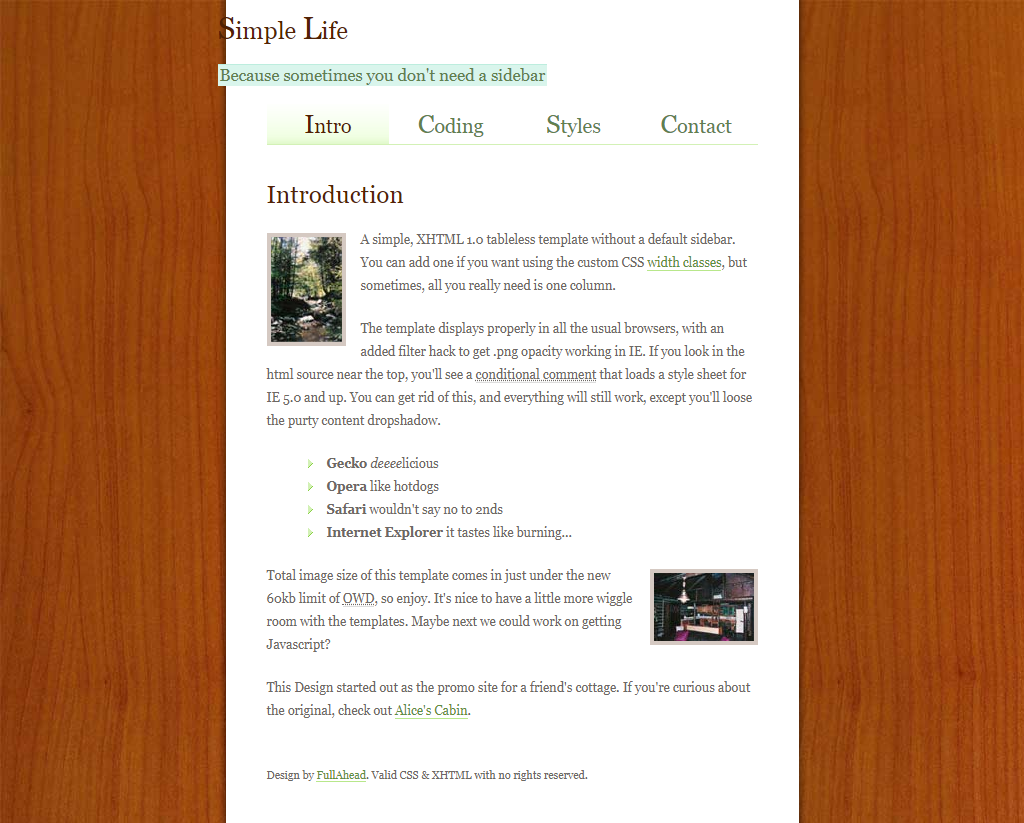 Simple Life
Because sometimes you don't need a sidebar
Intro Coding Styles Contact
Introduction
A simple, XHTML 1.0 tableless template without a default sidebar.
You can add one if you want using the custom CSS width classes, but
sometimes, all you really need is one column.
The template displays properly in all the usual browsers, with an
added filter hack to get .png opacity working in IE. If you look in the
html source near the top, you'll see a conditional comment that loads a style sheet for
IE 5.0 and up. You can get rid of this, and everything will still work, except you'll loose
the purty content dropshadow.
Gecko deeeelicious
Opera like hotdogs
Safari wouldn't say no to 2nds
Internet Explorer it tastes like burning...
Total image size of this template comes in just under the new
60kb limit of OWD, so enjoy. It's nice to have a little more wiggle
room with the templates. Maybe next we could work on getting
Javascript?
This Design started out as the promo site for a friend's cottage. If you're curious about
the original, check out Alice's Cabin.
Design by FullAhead. Valid CSS & XHTML with no rights reserved.